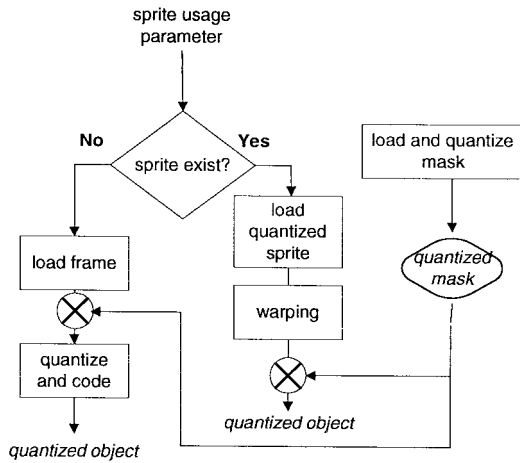 sprite usage
parameter
No
Yes
sprite exist?
load and quantize
mask
load
quantized
sprite
quantized
mask
load frame
warping
quantize
and code
quantized object
quantized object